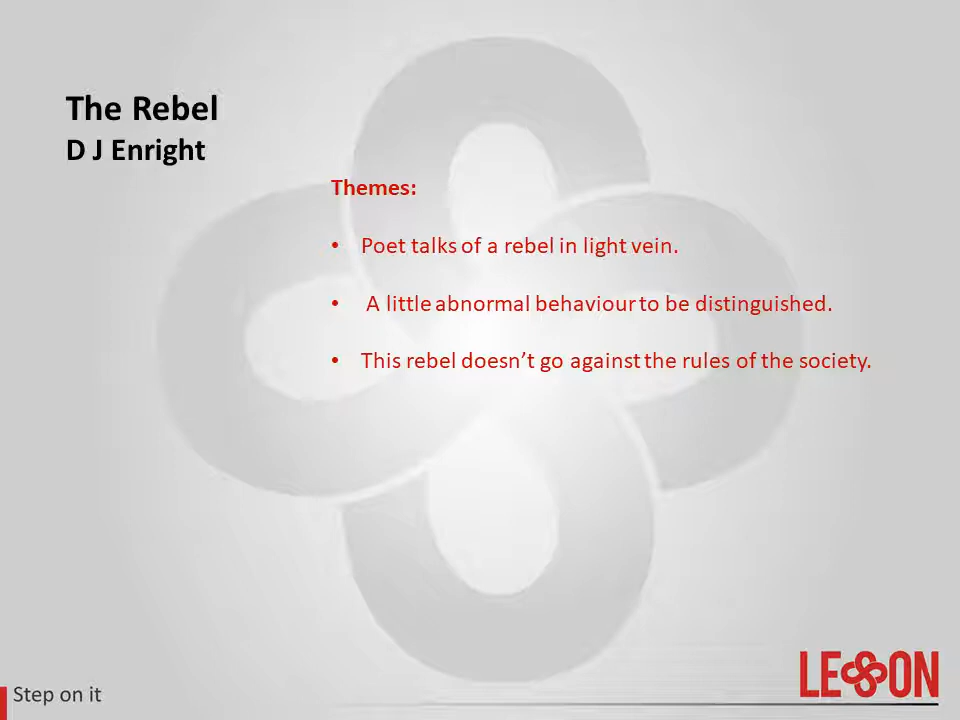 The Rebel
D J Enright
Themes:
• Poet talks of a rebel in light vein.
• A little abnormal behaviour to be distinguished.
• This rebel doesn’t go against the rules of the society.
LESSON
Step on it